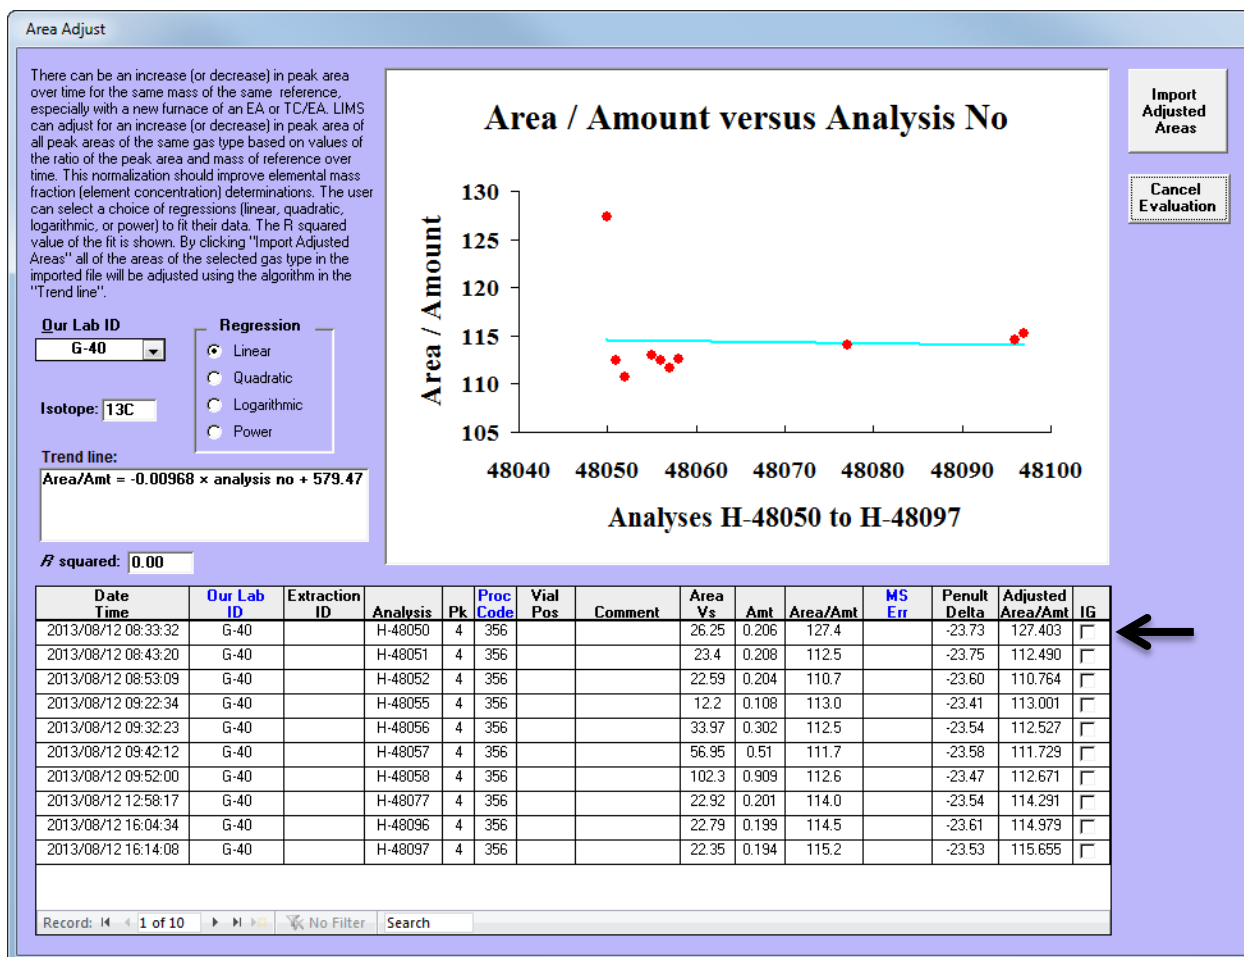 Area Adjust
There can be an increase (or decrease) in peak area
over time for the same mass of the same reference,
especially with a new furnace of an EA or TC/EA. LIMS
can adjust for an increase (or decrease) in peak area of
all peak areas of the same gas type based on values of
the ratio of the peak area and mass of reference over
time. This normalization should improve elemental mass
fraction (element concentration) determinations. The user
can select a choice of regressions (linear, quadratic,
logarithmic, or power) to fit their data. The R squared
value of the fit is shown. By clicking "Import Adjusted
Areas" all of the areas of the selected gas type in the
imported file will be adjusted using the algorithm in the
"Trend line".
Our Lab ID
G-40
Regression
Linear
Quadratic
Logarithmic
Power
Isotope: 13C
Trend line:
Area/Amt = -0.00968 × analysis no + 579.47
R squared: 0.00
Area / Amount versus Analysis No
Area / Amount
130
125
120
115
110
105
48040 48050 48060 48070 48080 48090 48100
Analyses H-48050 to H-48097
Import
Adjusted
Areas
Cancel
Evaluation
Date Time Our Lab ID Extraction ID Analysis Pk Proc Code Vial Pos Comment Area Vs Amt Area/Amt MS Err Penult Delta Adjusted Area/Amt IG
2013/08/12 08:33:32 G-40 H-48050 4 356 26.25 0.206 127.4 -23.73 127.403
2013/08/12 08:43:20 G-40 H-48051 4 356 23.4 0.208 112.5 -23.75 112.490
2013/08/12 08:53:09 G-40 H-48052 4 356 22.59 0.204 110.7 -23.60 110.764
2013/08/12 09:22:34 G-40 H-48055 4 356 12.2 0.108 113.0 -23.41 113.001
2013/08/12 09:32:23 G-40 H-48056 4 356 33.97 0.302 112.5 -23.54 112.527
2013/08/12 09:42:12 G-40 H-48057 4 356 56.95 0.51 111.7 -23.58 111.729
2013/08/12 09:52:00 G-40 H-48058 4 356 102.3 0.909 112.6 -23.47 112.671
2013/08/12 12:58:17 G-40 H-48077 4 356 22.92 0.201 114.0 -23.54 114.291
2013/08/12 16:04:34 G-40 H-48096 4 356 22.79 0.199 114.5 -23.61 114.979
2013/08/12 16:14:08 G-40 H-48097 4 356 22.35 0.194 115.2 -23.53 115.655
Record: 1 of 10 No Filter Search